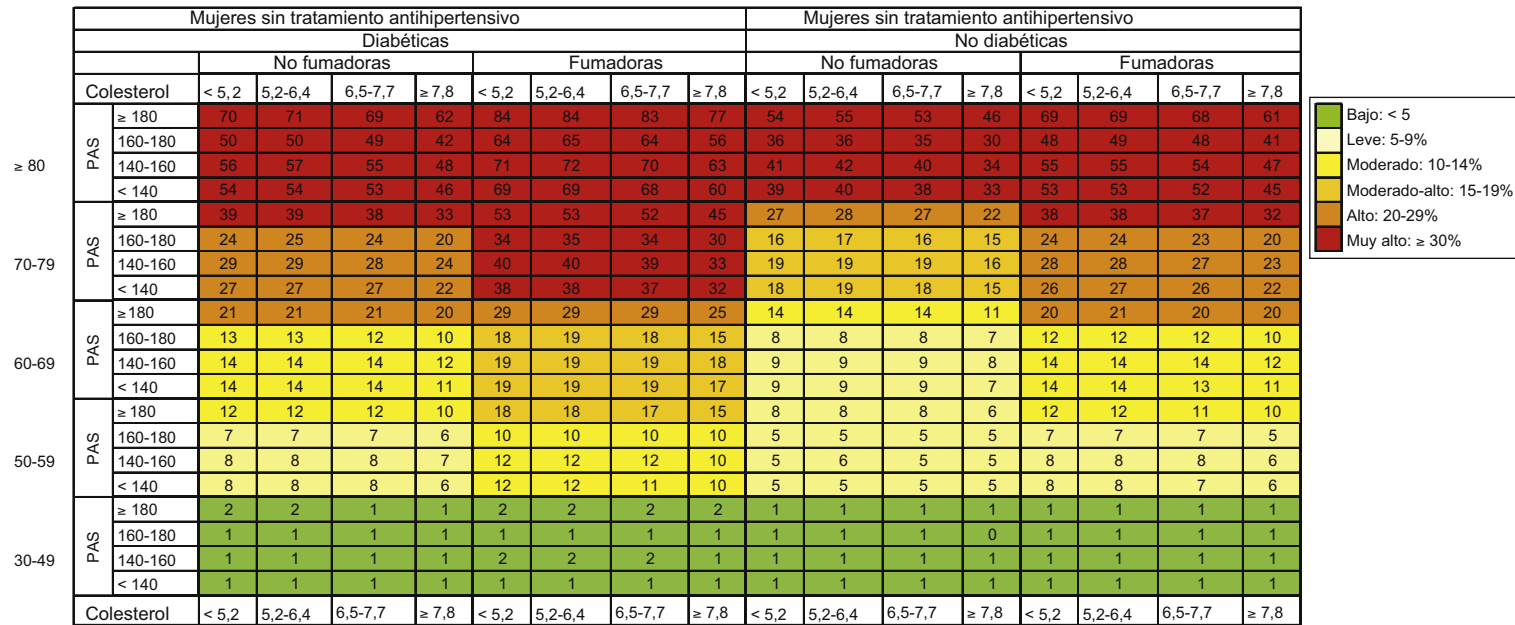 Mujeres sin tratamiento antihipertensivo Mujeres sin tratamiento antihipertensivo
Diabéticas No diabéticas
No fumadoras Fumadoras No fumadoras Fumadoras
Colesterol < 5,2 5,2-6,4 6,5-7,7 ≥ 7,8 < 5,2 5,2-6,4 6,5-7,7 ≥ 7,8 < 5,2 5,2-6,4 6,5-7,7 ≥ 7,8 < 5,2 5,2-6,4 6,5-7,7 ≥ 7,8
≥ 80 PAS
≥ 180 70 71 69 62 84 84 83 77 54 55 53 46 69 69 68 61
160-180 50 50 49 42 64 65 64 56 36 36 35 30 48 49 48 41
140-160 56 57 55 48 71 72 70 63 41 42 40 34 55 55 54 47
< 140 54 54 53 46 69 69 68 60 39 40 38 33 53 53 52 45
70-79 PAS
≥ 180 39 39 38 33 53 53 52 45 27 28 27 22 38 38 37 32
160-180 24 25 24 20 34 35 34 30 16 17 16 15 24 24 23 20
140-160 29 29 28 24 40 40 39 33 19 19 19 16 28 28 27 23
< 140 27 27 27 22 38 38 37 32 18 19 18 15 26 27 26 22
60-69 PAS
≥180 21 21 21 20 29 29 29 25 14 14 14 11 20 21 20 20
160-180 13 13 12 10 18 19 18 15 8 8 8 7 12 12 12 10
140-160 14 14 14 12 19 19 19 18 9 9 9 8 14 14 14 12
< 140 14 14 14 11 19 19 19 17 9 9 9 7 14 14 13 11
50-59 PAS
≥ 180 12 12 12 10 18 18 17 15 8 8 8 6 12 12 11 10
160-180 7 7 7 6 10 10 10 10 5 5 5 5 7 7 7 5
140-160 8 8 8 7 12 12 12 10 5 6 5 5 8 8 8 6
< 140 8 8 8 6 12 12 11 10 5 5 5 5 8 8 7 6
30-49 PAS
≥ 180 2 2 1 1 2 2 2 2 1 1 1 1 1 1 1 1
160-180 1 1 1 1 1 1 1 1 1 1 1 0 1 1 1 1
140-160 1 1 1 1 2 2 2 1 1 1 1 1 1 1 1 1
< 140 1 1 1 1 1 1 1 1 1 1 1 1 1 1 1 1
Colesterol < 5,2 5,2-6,4 6,5-7,7 ≥ 7,8 < 5,2 5,2-6,4 6,5-7,7 ≥ 7,8 < 5,2 5,2-6,4 6,5-7,7 ≥ 7,8 < 5,2 5,2-6,4 6,5-7,7 ≥ 7,8
Bajo: < 5
Leve: 5-9%
Moderado: 10-14%
Moderado-alto: 15-19%
Alto: 20-29%
Muy alto: ≥ 30%